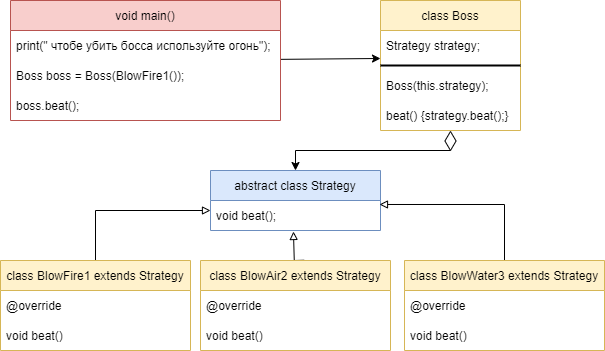 void main()
print(" чтобе убить босса используйте огонь");
Boss boss = Boss(BlowFire1());
boss.beat();
class Boss
Strategy strategy;
Boss(this.strategy);
beat() {strategy.beat();}
abstract class Strategy
void beat();
class BlowFire1 extends Strategy
@override
void beat()
class BlowAir2 extends Strategy
@override
void beat()
class BlowWater3 extends Strategy
@override
void beat()